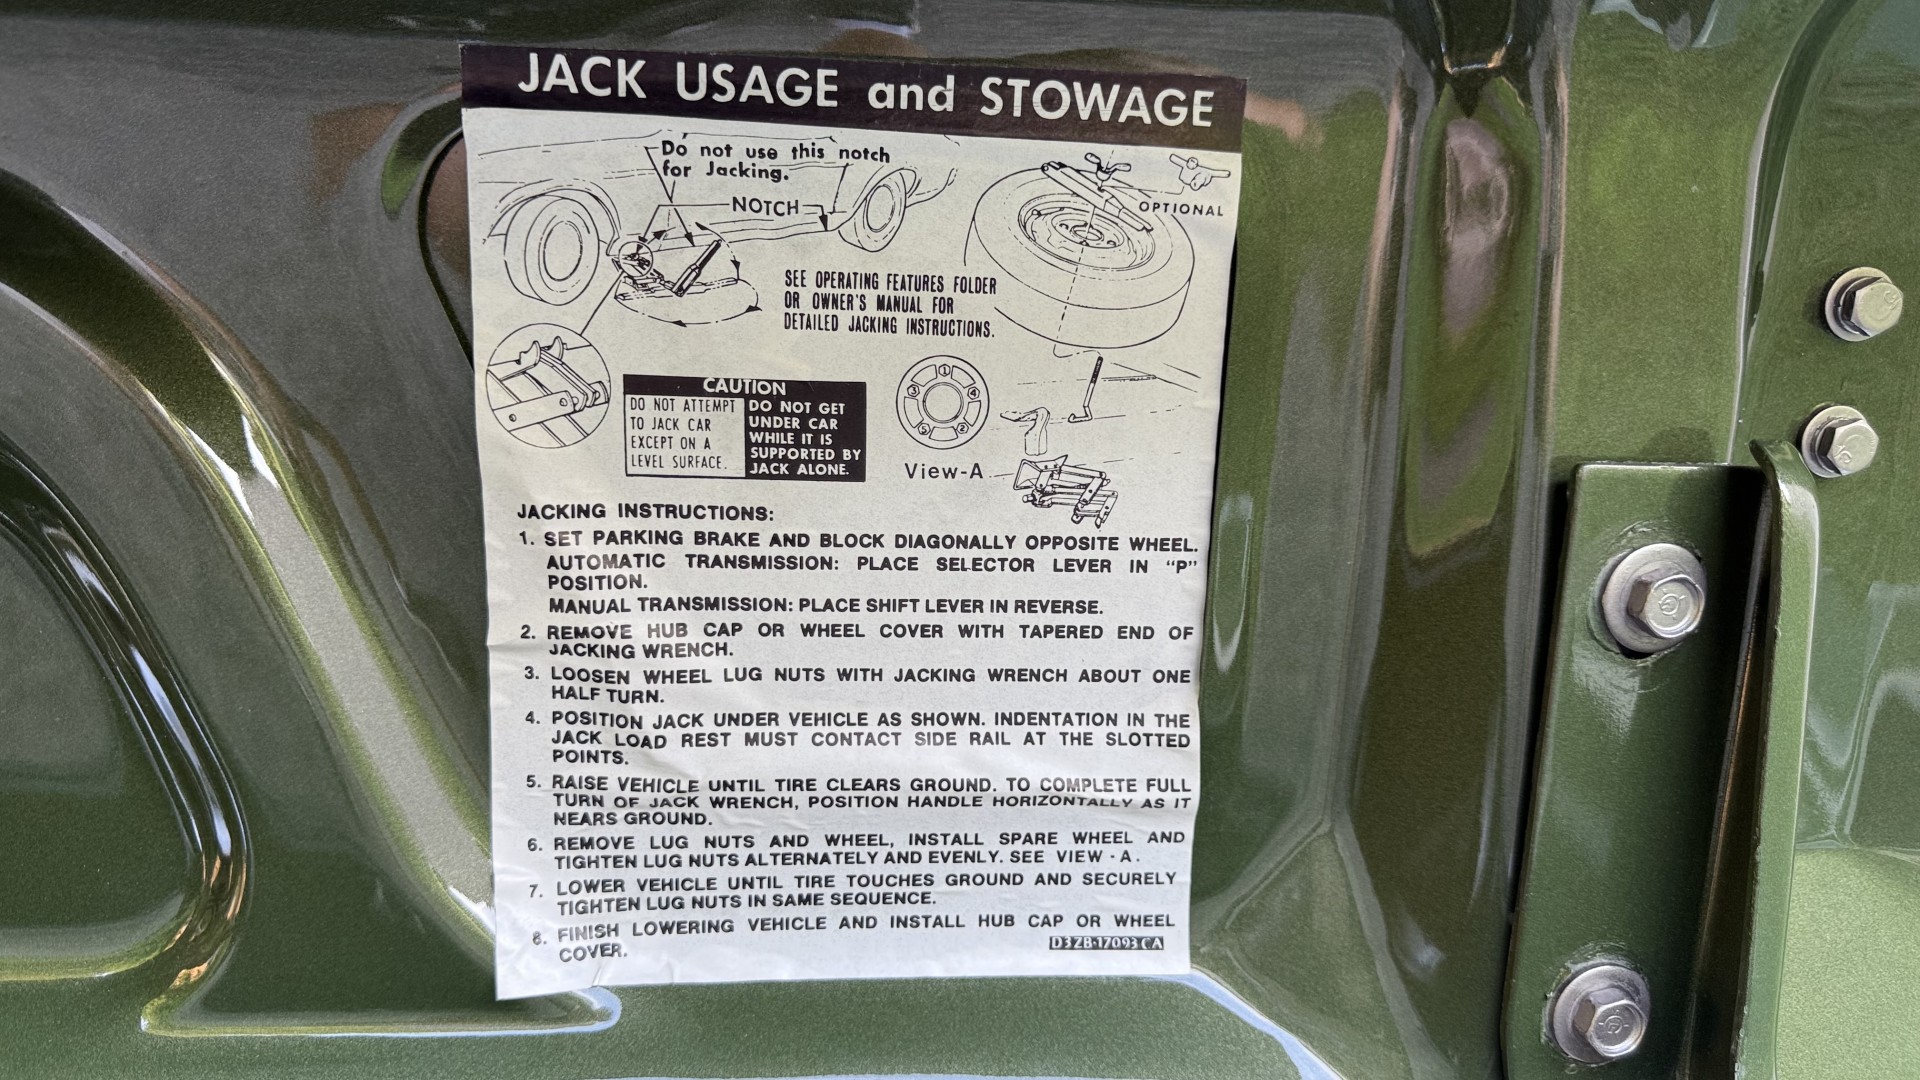 JACK USAGE and STOWAGE
Do not use this notch
for Jacking.
NOTCH
OPTIONAL
SEE OPERATING FEATURES FOLDER
OR OWNER'S MANUAL FOR
DETAILED JACKING INSTRUCTIONS.
CAUTION
DO NOT ATTEMPT
TO JACK CAR
EXCEPT ON A
LEVEL SURFACE.
DO NOT GET
UNDER CAR
WHILE IT IS
SUPPORTED BY
JACK ALONE.
1
3
4
5
2
View-A
JACKING INSTRUCTIONS:
1. SET PARKING BRAKE AND BLOCK DIAGONALLY OPPOSITE WHEEL.
AUTOMATIC TRANSMISSION: PLACE SELECTOR LEVER IN "P"
POSITION.
MANUAL TRANSMISSION: PLACE SHIFT LEVER IN REVERSE.
2. REMOVE HUB CAP OR WHEEL COVER WITH TAPERED END OF
JACKING WRENCH.
3. LOOSEN WHEEL LUG NUTS WITH JACKING WRENCH ABOUT ONE
HALF TURN.
4. POSITION JACK UNDER VEHICLE AS SHOWN. INDENTATION IN THE
JACK LOAD REST MUST CONTACT SIDE RAIL AT THE SLOTTED
POINTS.
5. RAISE VEHICLE UNTIL TIRE CLEARS GROUND. TO COMPLETE FULL
TURN OF JACK WRENCH, POSITION HANDLE HORIZONTALLY AS IT
NEARS GROUND.
6. REMOVE LUG NUTS AND WHEEL, INSTALL SPARE WHEEL AND
TIGHTEN LUG NUTS ALTERNATELY AND EVENLY. SEE VIEW - A.
7. LOWER VEHICLE UNTIL TIRE TOUCHES GROUND AND SECURELY
TIGHTEN LUG NUTS IN SAME SEQUENCE.
8. FINISH LOWERING VEHICLE AND INSTALL HUB CAP OR WHEEL
COVER.
D3ZB-17093 CA